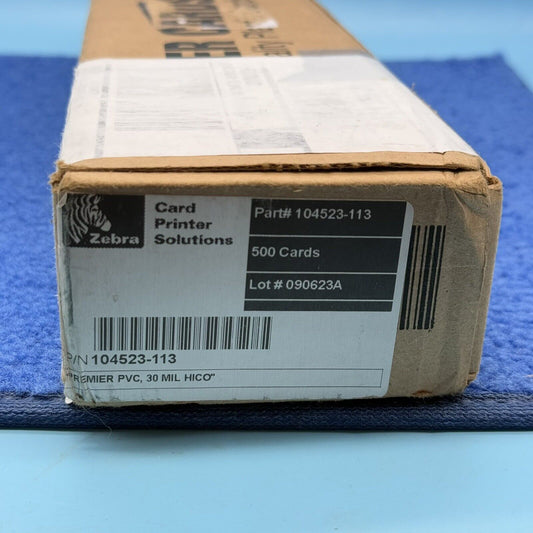 Zebra
Card
Printer
Solutions
Part# 104523-113
500 Cards
Lot # 090623A
P/N 104523-113
"PREMIER PVC, 30 MIL HICO"